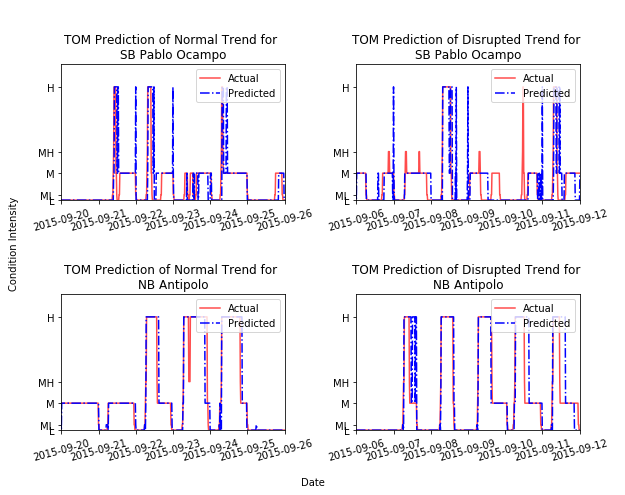 TOM Prediction of Normal Trend for
SB Pablo Ocampo
TOM Prediction of Disrupted Trend for
SB Pablo Ocampo
Actual
Predicted
Actual
Predicted
H
MH
M
ML
L
2015-09-20
2015-09-21
2015-09-22
2015-09-23
2015-09-24
2015-09-25
2015-09-26
H
MH
M
ML
L
2015-09-06
2015-09-07
2015-09-08
2015-09-09
2015-09-10
2015-09-11
2015-09-12
Condition Intensity
TOM Prediction of Normal Trend for
NB Antipolo
TOM Prediction of Disrupted Trend for
NB Antipolo
Actual
Predicted
Actual
Predicted
H
MH
M
ML
L
2015-09-20
2015-09-21
2015-09-22
2015-09-23
2015-09-24
2015-09-25
2015-09-26
H
MH
M
ML
L
2015-09-06
2015-09-07
2015-09-08
2015-09-09
2015-09-10
2015-09-11
2015-09-12
Date